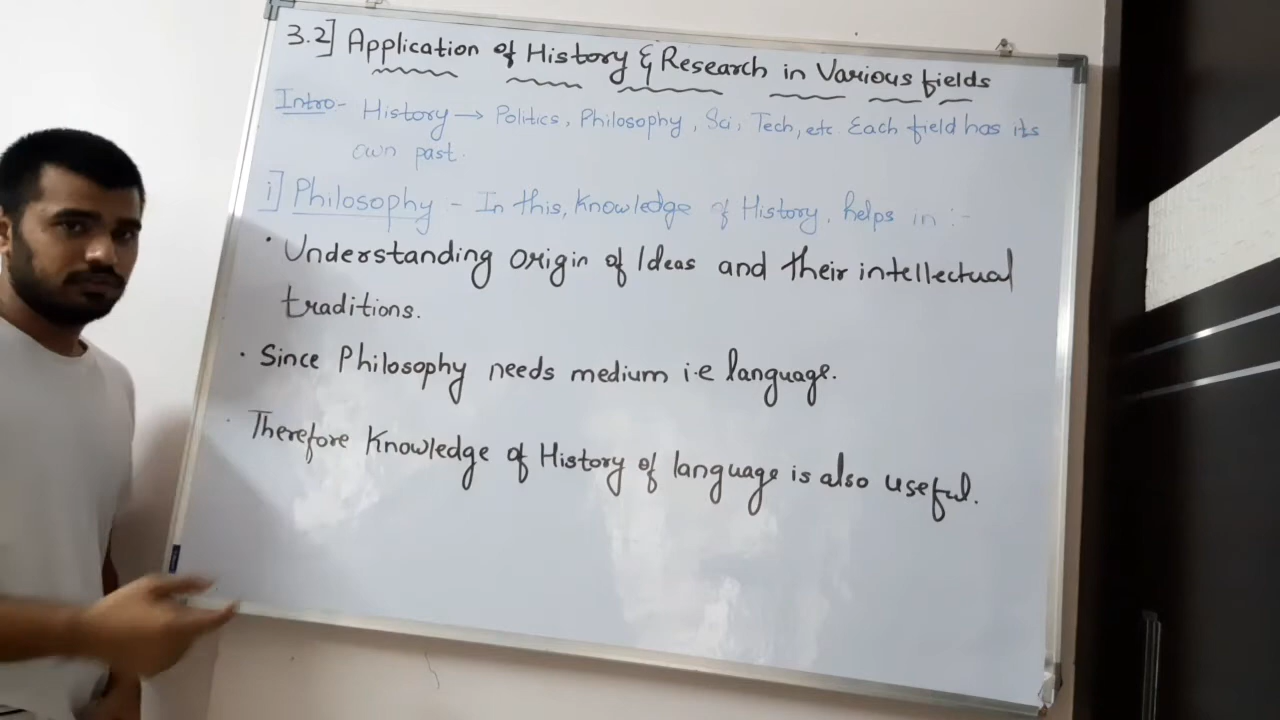 3.2] Application of History & Research in Various fields
Intro- History → Politics, Philosophy, Sci, Tech, etc. Each field has its
own past.
i] Philosophy - In this, Knowledge of History, helps in :-
· Understanding origin of Ideas and their intellectual
traditions.
· Since Philosophy needs medium i.e language.
· Therefore Knowledge of History of language is also useful.